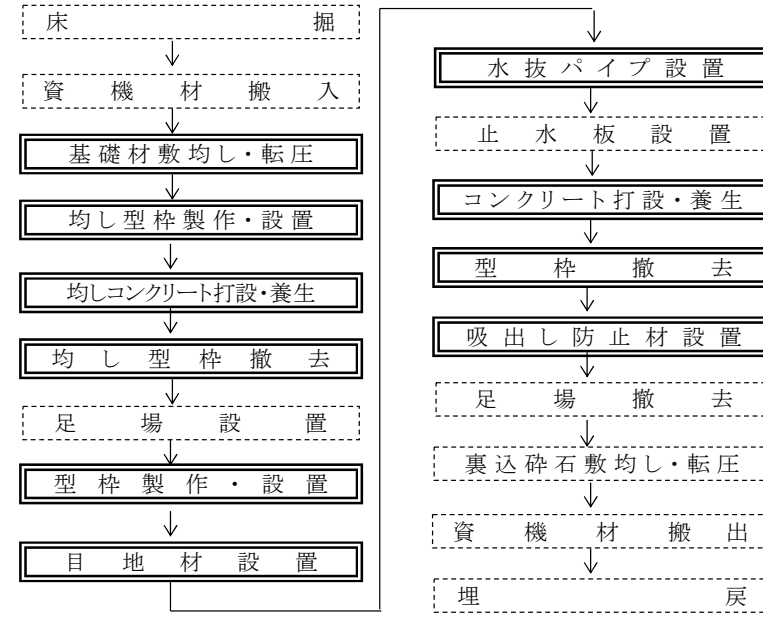 床掘
資機材搬入
基礎材敷均し・転圧
均し型枠製作・設置
均しコンクリート打設・養生
均し型枠撤去
足場設置
型枠製作・設置
目地材設置
水抜パイプ設置
止水板設置
コンクリート打設・養生
型枠撤去
吸出し防止材設置
足場撤去
裏込砕石敷均し・転圧
資機材搬出
埋戻